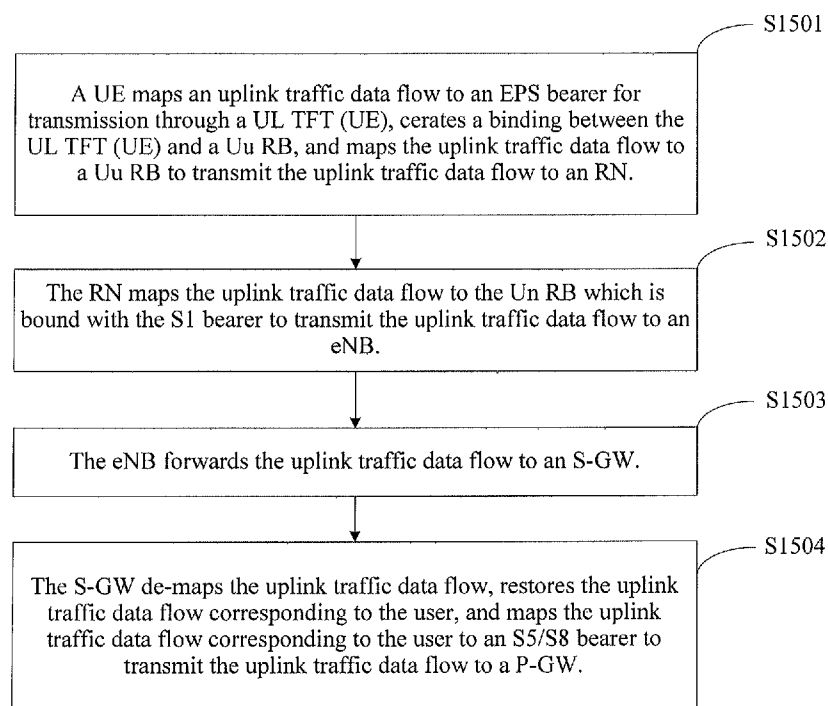 S1501
A UE maps an uplink traffic data flow to an EPS bearer for
transmission through a UL TFT (UE), cerates a binding between the
UL TFT (UE) and a Uu RB, and maps the uplink traffic data flow to
a Uu RB to transmit the uplink traffic data flow to an RN.
S1502
The RN maps the uplink traffic data flow to the Un RB which is
bound with the S1 bearer to transmit the uplink traffic data flow to an
eNB.
S1503
The eNB forwards the uplink traffic data flow to an S-GW.
S1504
The S-GW de-maps the uplink traffic data flow, restores the uplink
traffic data flow corresponding to the user, and maps the uplink
traffic data flow corresponding to the user to an S5/S8 bearer to
transmit the uplink traffic data flow to a P-GW.